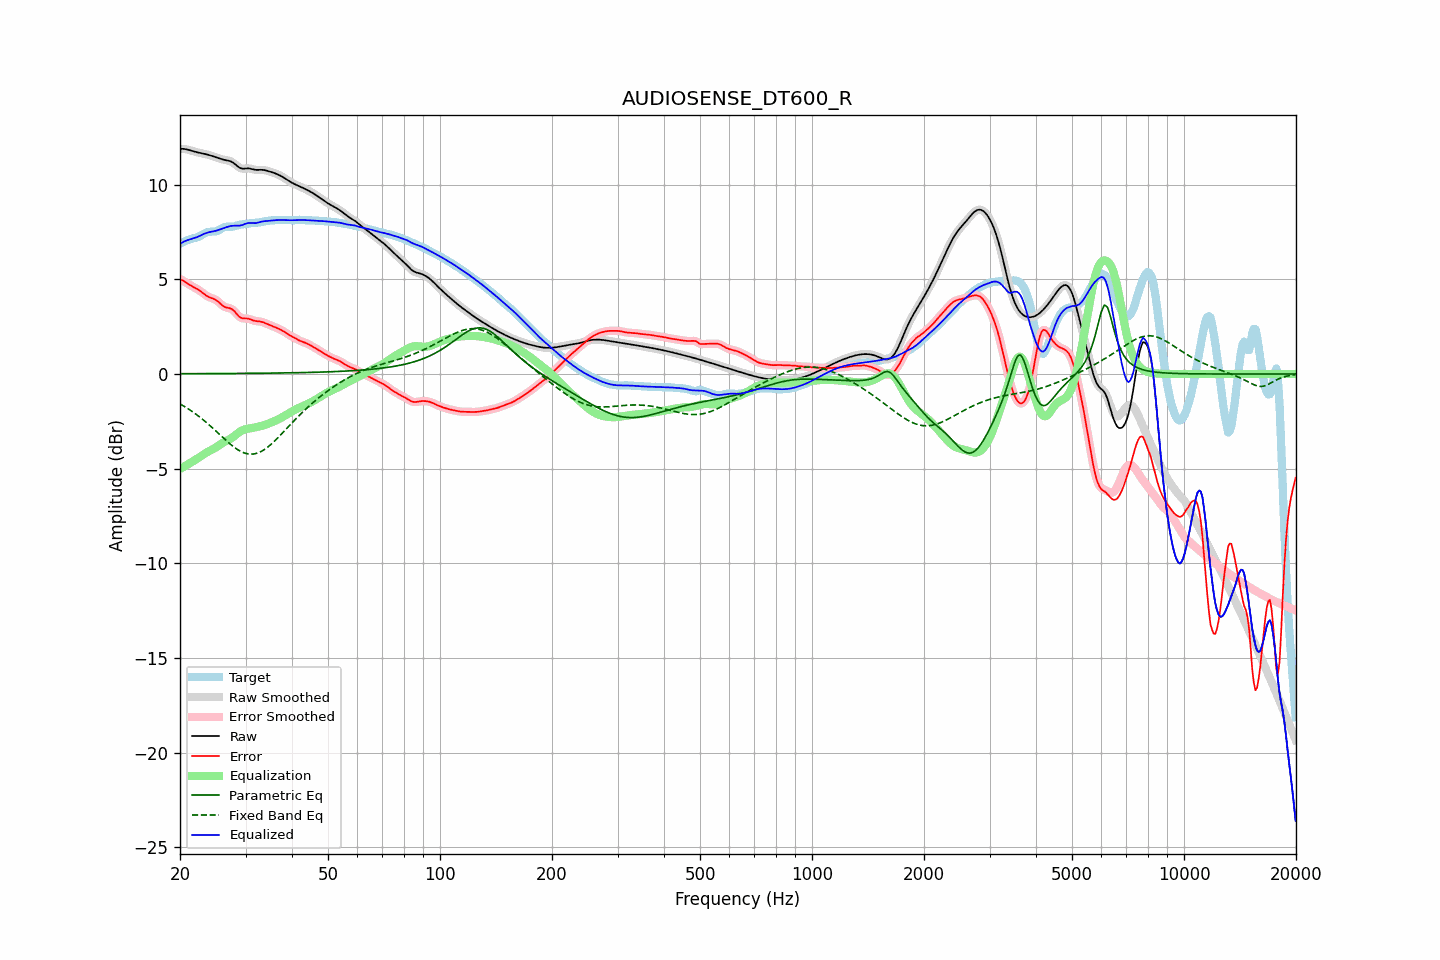 AUDIOSENSE_DT600_R
Amplitude (dBr)
10
5
0
−5
−10
−15
−20
−25
Target
Raw Smoothed
Error Smoothed
Raw
Error
Equalization
Parametric Eq
Fixed Band Eq
Equalized
20 50 100 200 500 1000 2000 5000 10000 20000
Frequency (Hz)